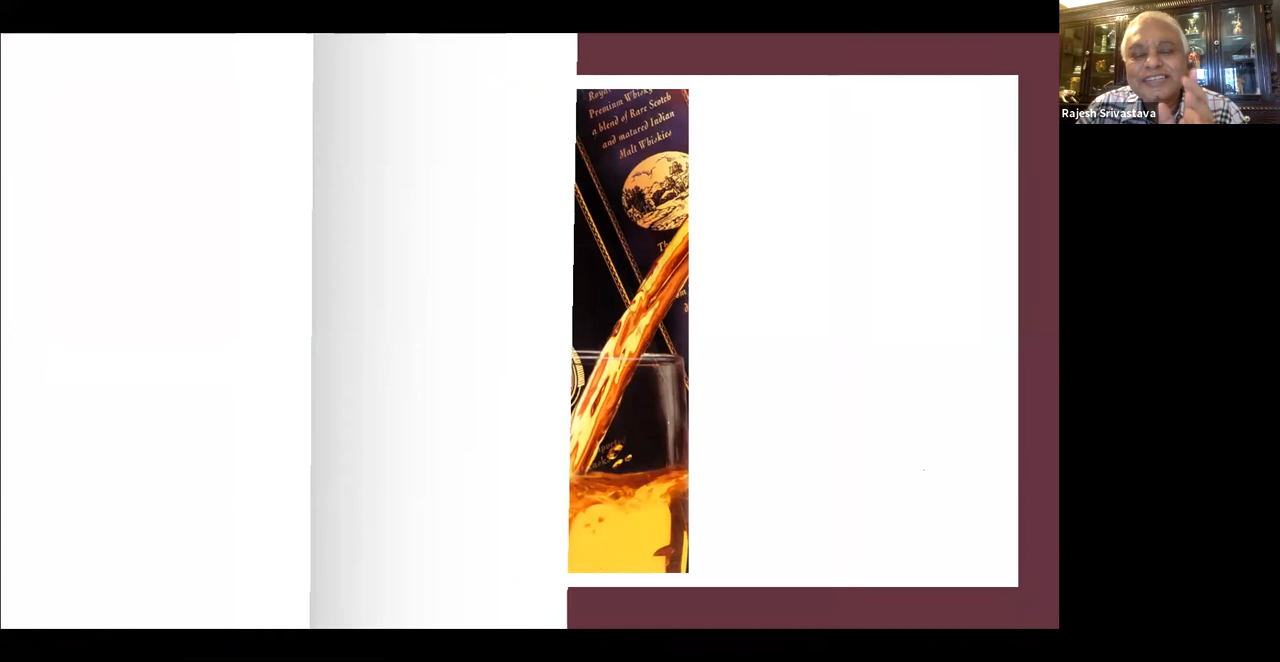 Royal
Premium Whisky
a blend of Rare Scotch
and matured Indian
Malt Whiskies
Rajesh Srivastava